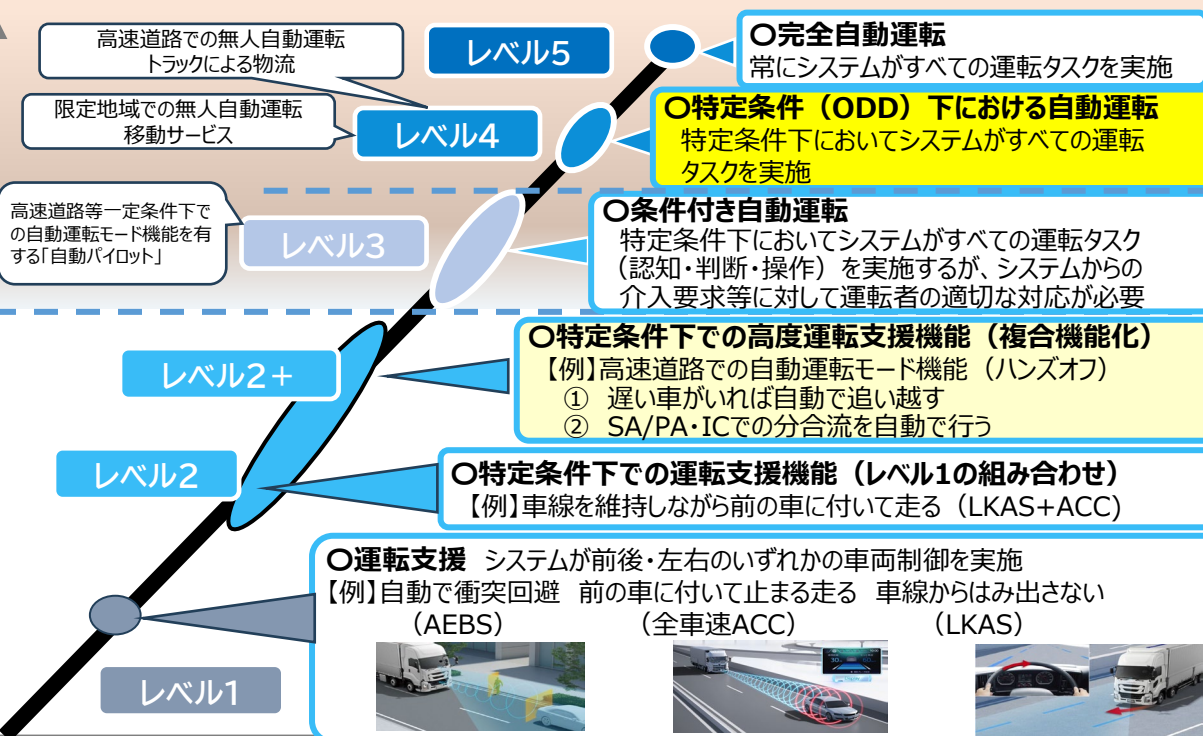 高速道路での無人自動運転
トラックによる物流
レベル5
〇完全自動運転
常にシステムがすべての運転タスクを実施
限定地域での無人自動運転
移動サービス
レベル4
〇特定条件（ODD）下における自動運転
特定条件下においてシステムがすべての運転
タスクを実施
高速道路等一定条件下で
の自動運転モード機能を有
する「自動パイロット」
レベル3
〇条件付き自動運転
特定条件下においてシステムがすべての運転タスク
（認知・判断・操作）を実施するが、システムからの
介入要求等に対して運転者の適切な対応が必要
レベル2＋
〇特定条件下での高度運転支援機能（複合機能化）
【例】高速道路での自動運転モード機能（ハンズオフ）
① 遅い車がいれば自動で追い越す
② SA/PA・ICでの分合流を自動で行う
レベル2
〇特定条件下での運転支援機能（レベル1の組み合わせ）
【例】車線を維持しながら前の車に付いて走る（LKAS+ACC)
〇運転支援 システムが前後・左右のいずれかの車両制御を実施
【例】自動で衝突回避 前の車に付いて止まる走る 車線からはみ出さない
（AEBS） （全車速ACC） （LKAS）
レベル1